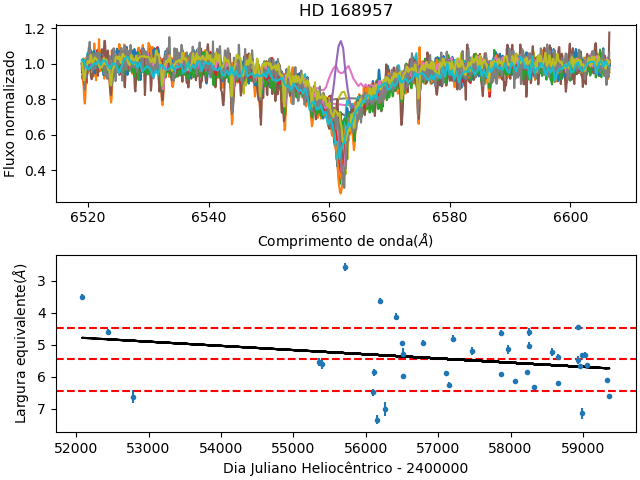 HD 168957
1.2
1.0
0.8
0.6
0.4
Fluxo normalizado
6520 6540 6560 6580 6600
Comprimento de onda(Å)
3
4
5
6
7
Largura equivalente(Å)
52000 53000 54000 55000 56000 57000 58000 59000
Dia Juliano Heliocêntrico - 2400000